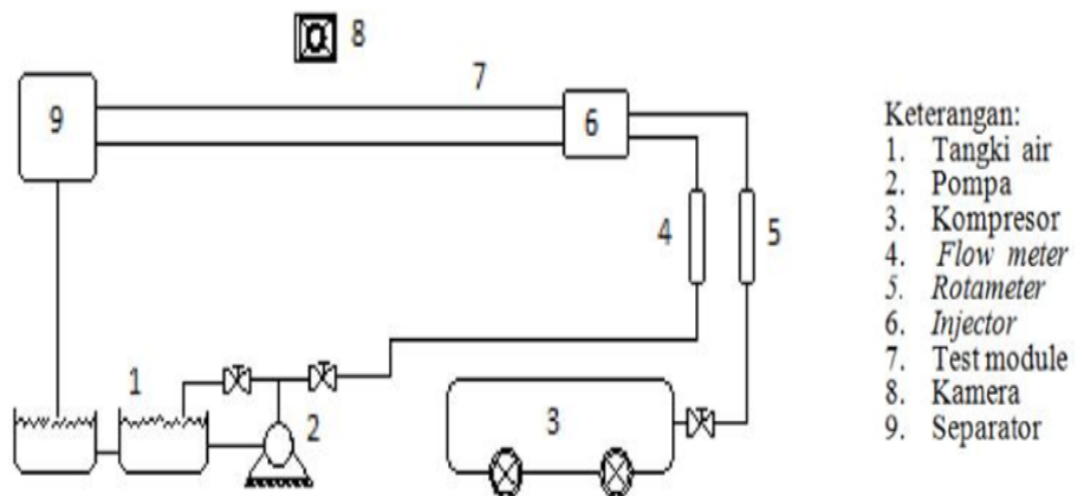 8
7
9
6
4
5
1
2
3
Keterangan:
1. Tangki air
2. Pompa
3. Kompresor
4. Flow meter
5. Rotameter
6. Injector
7. Test module
8. Kamera
9. Separator